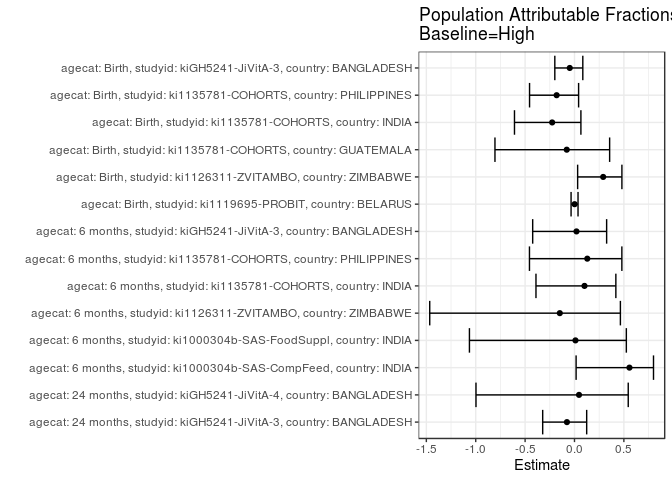 Population Attributable Fractions
Baseline=High
agecat: Birth, studyid: kiGH5241-JiVitA-3, country: BANGLADESH
agecat: Birth, studyid: ki1135781-COHORTS, country: PHILIPPINES
agecat: Birth, studyid: ki1135781-COHORTS, country: INDIA
agecat: Birth, studyid: ki1135781-COHORTS, country: GUATEMALA
agecat: Birth, studyid: ki1126311-ZVITAMBO, country: ZIMBABWE
agecat: Birth, studyid: ki1119695-PROBIT, country: BELARUS
agecat: 6 months, studyid: kiGH5241-JiVitA-3, country: BANGLADESH
agecat: 6 months, studyid: ki1135781-COHORTS, country: PHILIPPINES
agecat: 6 months, studyid: ki1135781-COHORTS, country: INDIA
agecat: 6 months, studyid: ki1126311-ZVITAMBO, country: ZIMBABWE
agecat: 6 months, studyid: ki1000304b-SAS-FoodSuppl, country: INDIA
agecat: 6 months, studyid: ki1000304b-SAS-CompFeed, country: INDIA
agecat: 24 months, studyid: kiGH5241-JiVitA-4, country: BANGLADESH
agecat: 24 months, studyid: kiGH5241-JiVitA-3, country: BANGLADESH
-1.5 -1.0 -0.5 0.0 0.5
Estimate